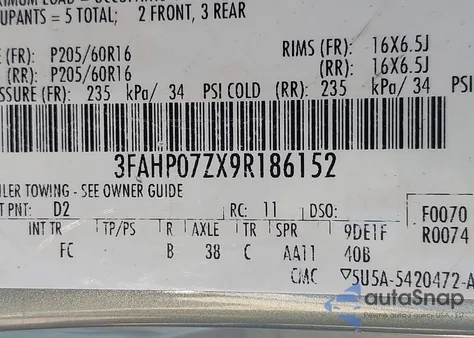 UPANTS = 5 TOTAL; 2 FRONT, 3 REAR
E (FR): P205/60R16 RIMS (FR): 16X6.5J
(RR): P205/60R16 (RR): 16X6.5J
SSURE (FR): 235 kPa/ 34 PSI COLD (RR): 235 kPa/ 34 PSI
3FAHP07ZX9R186152
ILER TOWING - SEE OWNER GUIDE
T PNT: D2 RC: 11 DSO: F0070
INT TR TP/PS R AXLE TR SPR 9DE1F R0074
FC . B 38 C AA11 40B
CMC ▽5U5A-5420472-A
autoSnap